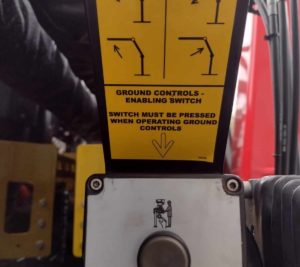 GROUND CONTROLS -
ENABLING SWITCH
SWITCH MUST BE PRESSED
WHEN OPERATING GROUND
CONTROLS